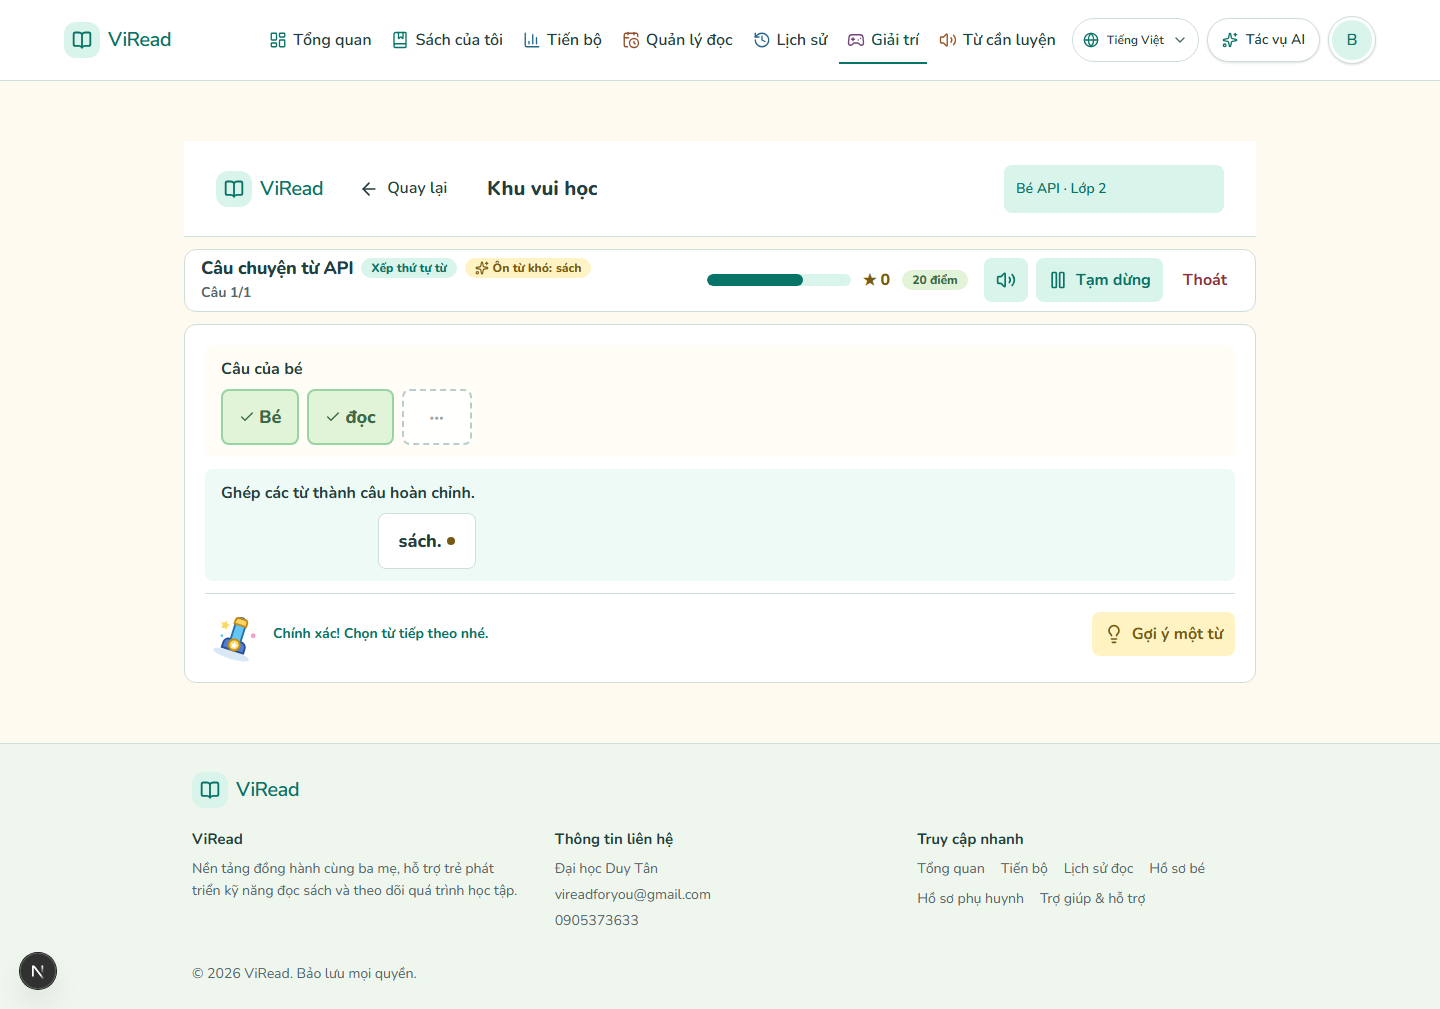 ViRead
Tổng quan
Sách của tôi
Tiến bộ
Quản lý đọc
Lịch sử
Giải trí
Từ cần luyện
Tiếng Việt
Tác vụ AI
B
ViRead
Quay lại
Khu vui học
Bé API · Lớp 2
Câu chuyện từ API
Xếp thứ tự từ
Ôn từ khó: sách
Câu 1/1
★ 0
20 điểm
Tạm dừng
Thoát
Câu của bé
Bé
đọc
...
Ghép các từ thành câu hoàn chỉnh.
sách.
Chính xác! Chọn từ tiếp theo nhé.
Gợi ý một từ
ViRead
ViRead
Nền tảng đồng hành cùng ba mẹ, hỗ trợ trẻ phát
triển kỹ năng đọc sách và theo dõi quá trình học tập.
Thông tin liên hệ
Đại học Duy Tân
vireadforyou@gmail.com
0905373633
Truy cập nhanh
Tổng quan
Tiến bộ
Lịch sử đọc
Hồ sơ bé
Hồ sơ phụ huynh
Trợ giúp & hỗ trợ
N
© 2026 ViRead. Bảo lưu mọi quyền.